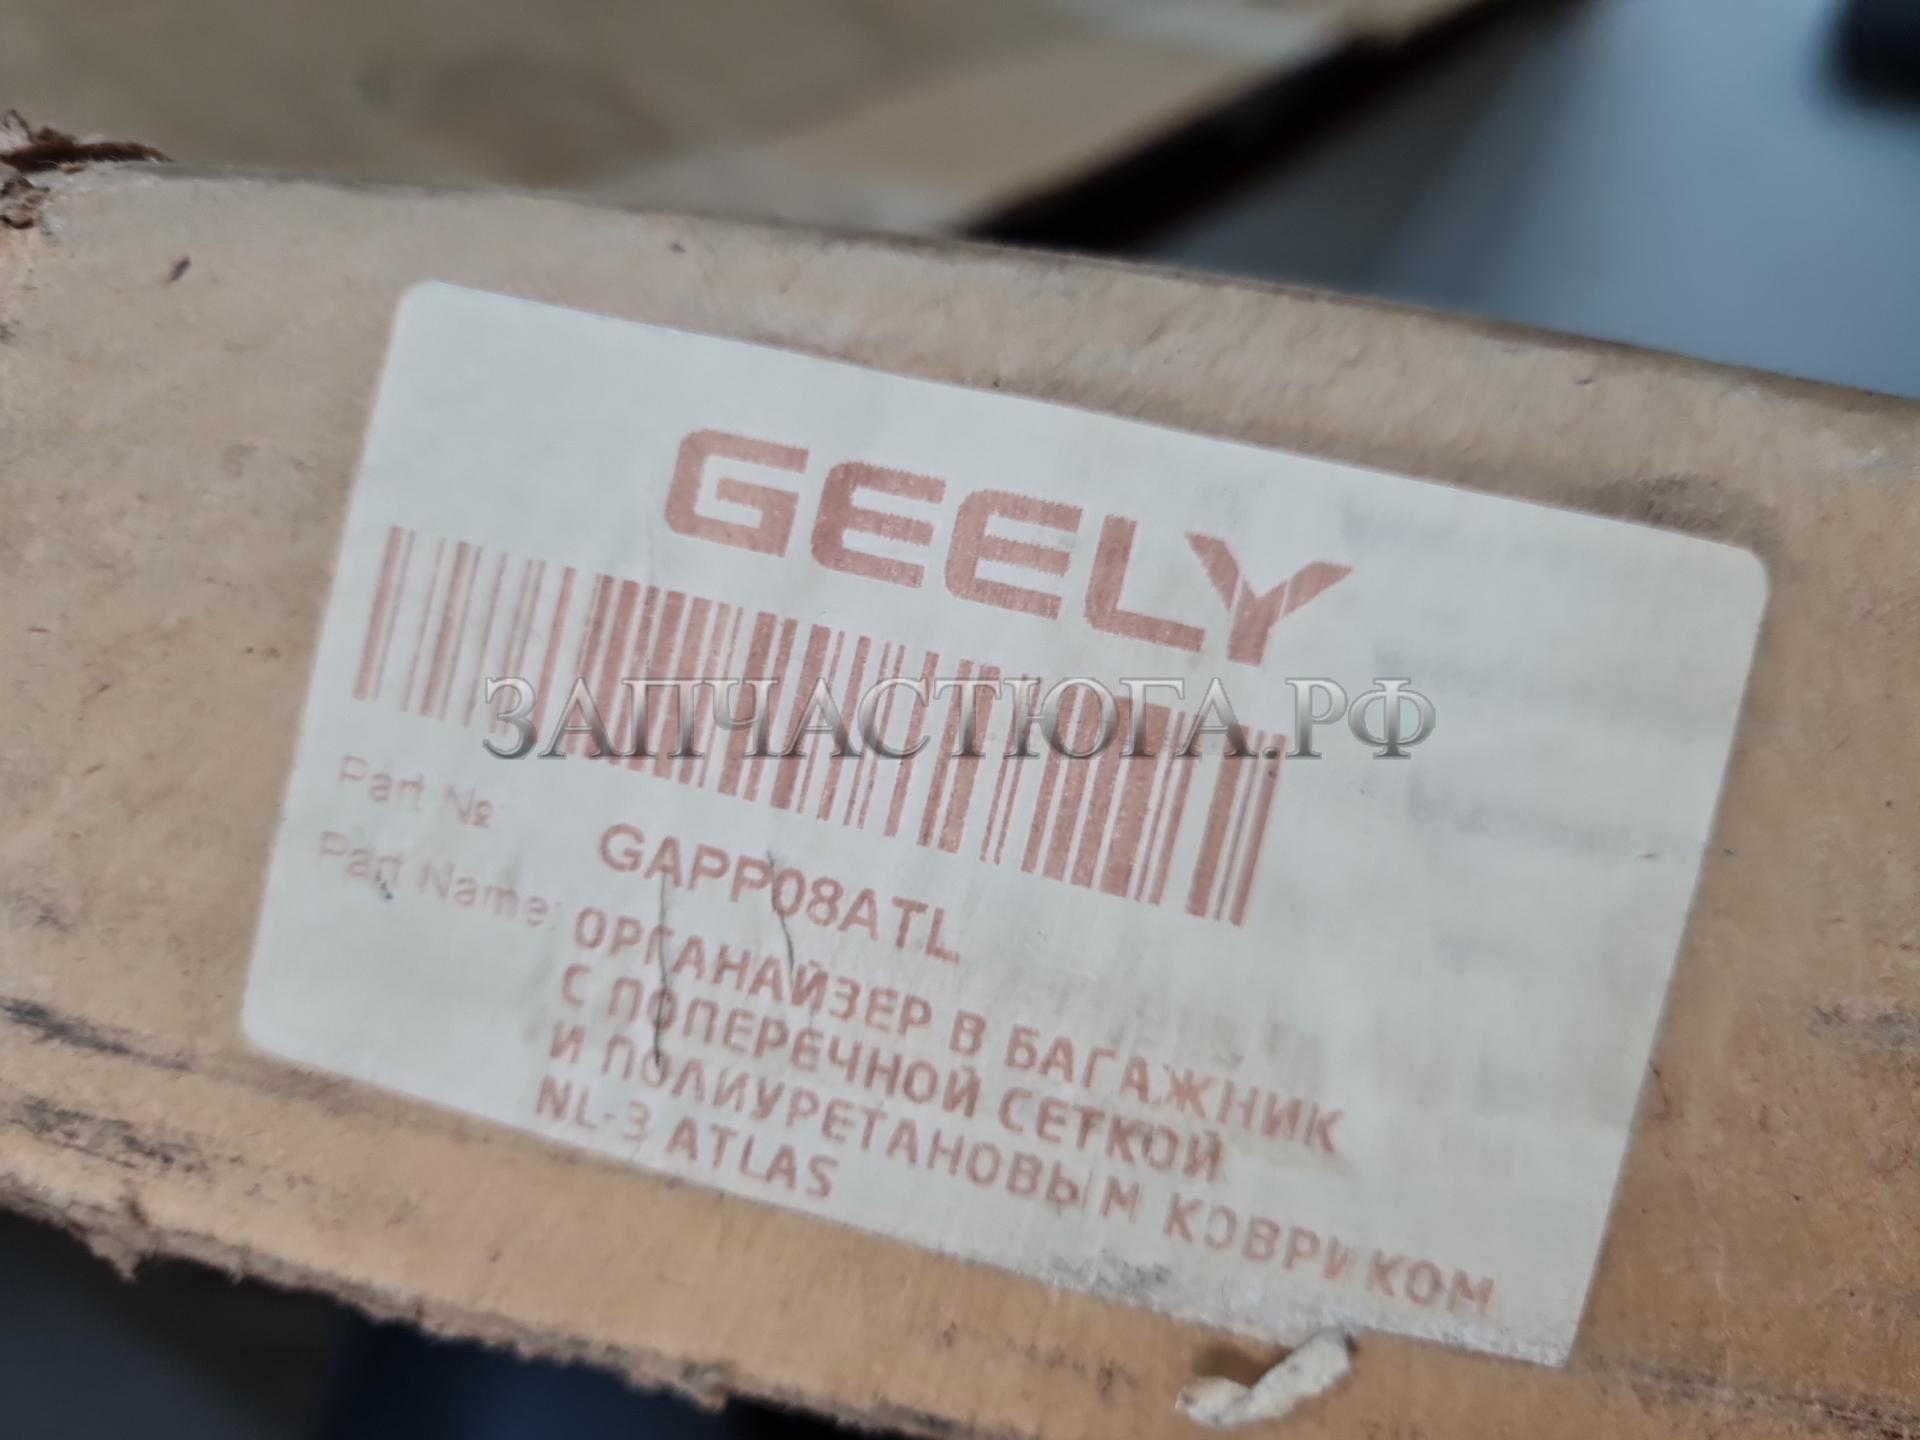 GEELY
ЗАПЧАСТЮГА.РФ
Part № GAPP08ATL
Part Name: ОРГАНАЙЗЕР В БАГАЖНИК
С ПОПЕРЕЧНОЙ СЕТКОЙ
И ПОЛИУРЕТАНОВЫМ КОВРИКОМ
NL-3 ATLAS